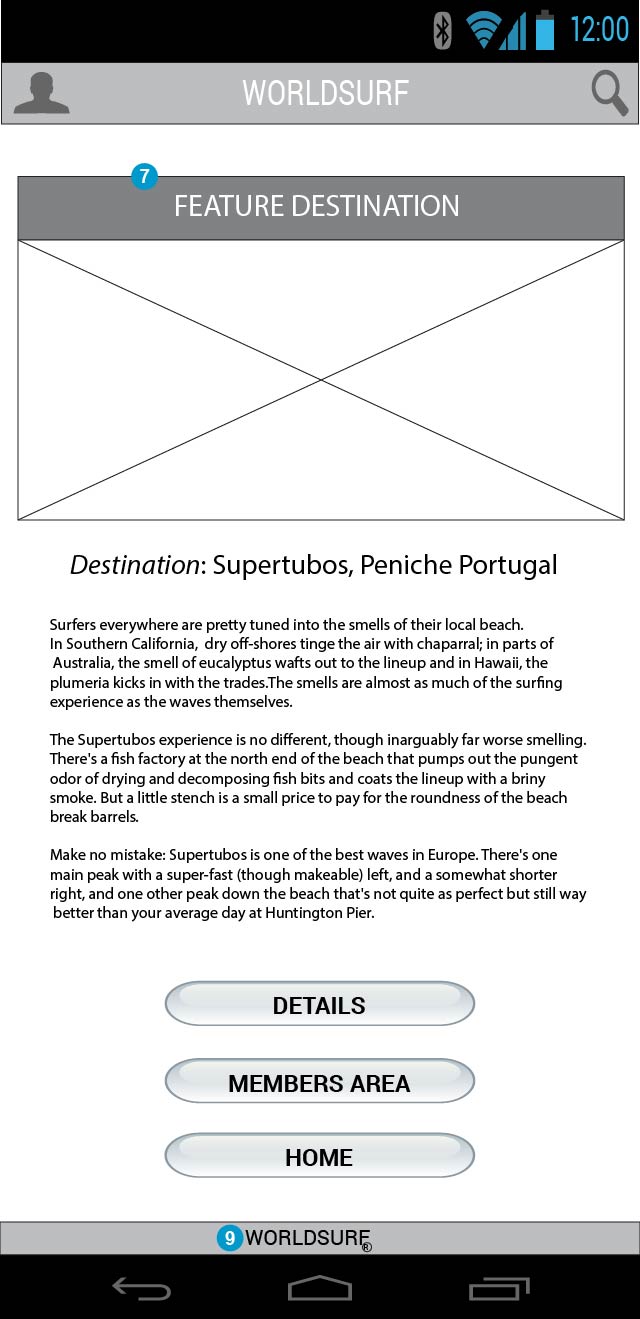 12:00
WORLDSURF
7
FEATURE DESTINATION
Destination: Supertubos, Peniche Portugal
Surfers everywhere are pretty tuned into the smells of their local beach.
In Southern California, dry off-shores tinge the air with chaparral; in parts of
Australia, the smell of eucalyptus wafts out to the lineup and in Hawaii, the
plumeria kicks in with the trades.The smells are almost as much of the surfing
experience as the waves themselves.
The Supertubos experience is no different, though inarguably far worse smelling.
There's a fish factory at the north end of the beach that pumps out the pungent
odor of drying and decomposing fish bits and coats the lineup with a briny
smoke. But a little stench is a small price to pay for the roundness of the beach
break barrels.
Make no mistake: Supertubos is one of the best waves in Europe. There's one
main peak with a super-fast (though makeable) left, and a somewhat shorter
right, and one other peak down the beach that's not quite as perfect but still way
better than your average day at Huntington Pier.
DETAILS
MEMBERS AREA
HOME
9 WORLDSURF®